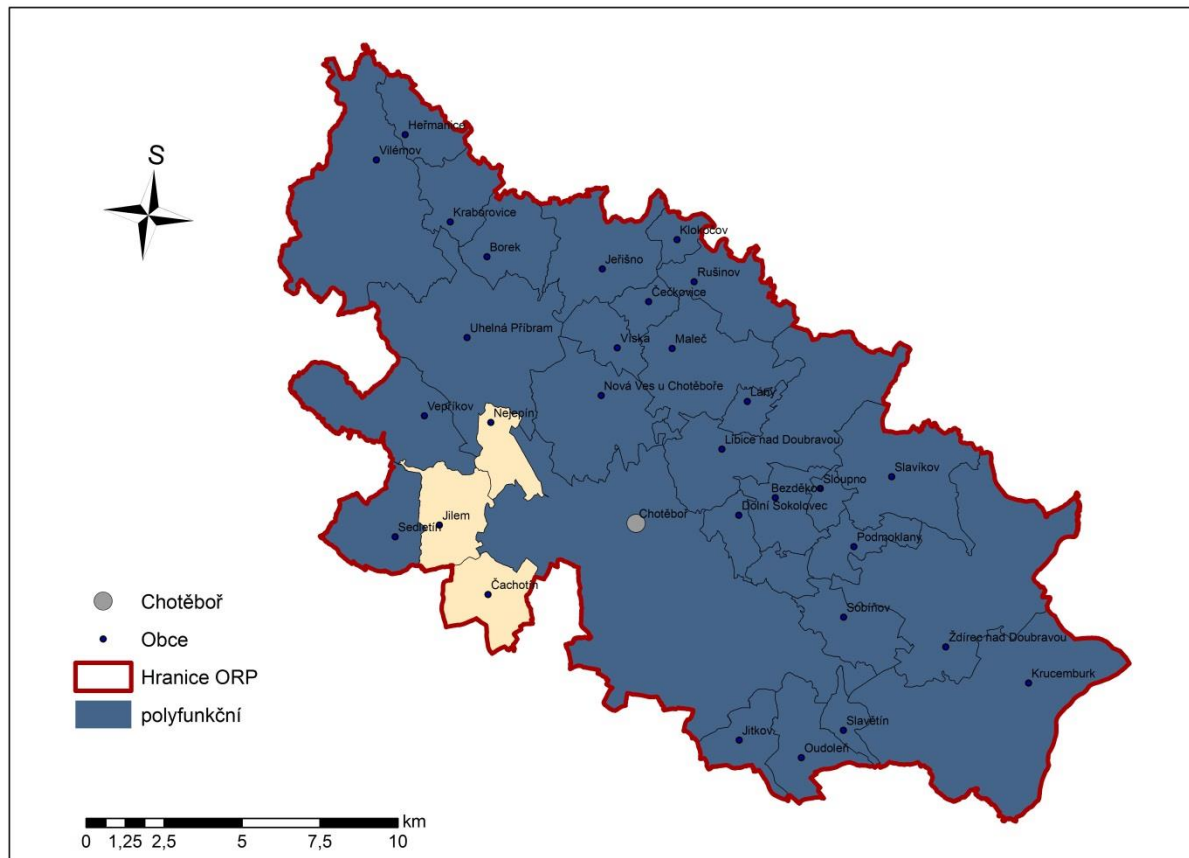 S
Heřmanice
Vilémov
Kraborovice
Borek
Klokočov
Jeřišno
Rušinov
Čečkovice
Uhelná Příbram
Víska
Maleč
Nová Ves u Chotěboře
Lány
Vepříkov
Nejepín
Libice nad Doubravou
Slavíkov
Sloupno
Bezděkov
Dolní Sokolovec
Chotěboř
Jilem
Sedletín
Podmoklany
Čachotín
Sobíňov
Ždírec nad Doubravou
Krucemburk
Slavětín
Jitkov
Oudoleň
Chotěboř
Obce
Hranice ORP
polyfunkční
km
0 1,25 2,5 5 7,5 10